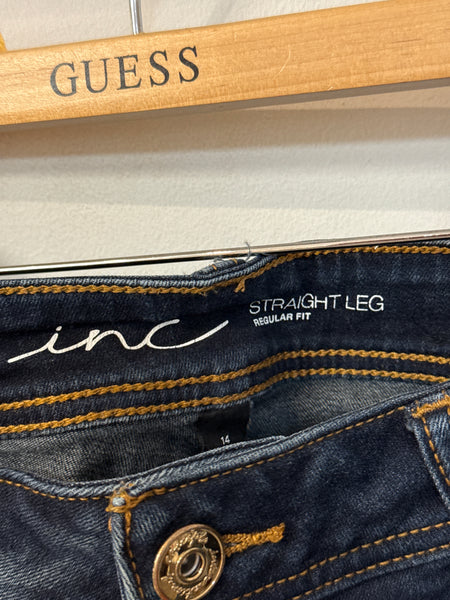 GUESS
inc
STRAIGHT LEG
REGULAR FIT
14